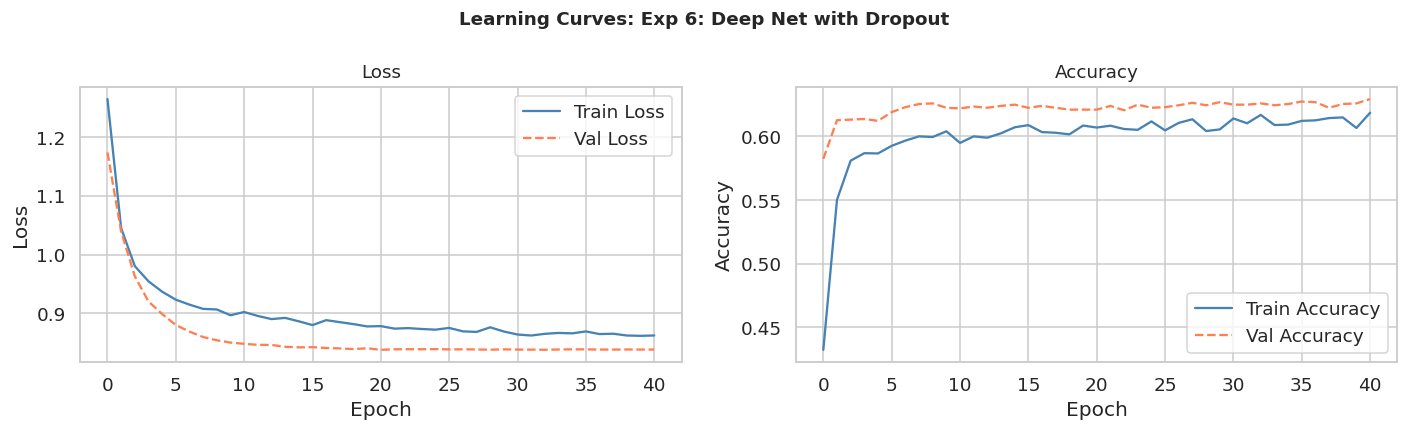 Learning Curves: Exp 6: Deep Net with Dropout
Loss
Train Loss
Val Loss
1.2
1.1
1.0
0.9
Loss
0 5 10 15 20 25 30 35 40
Epoch
Accuracy
0.60
0.55
0.50
0.45
Accuracy
Train Accuracy
Val Accuracy
0 5 10 15 20 25 30 35 40
Epoch